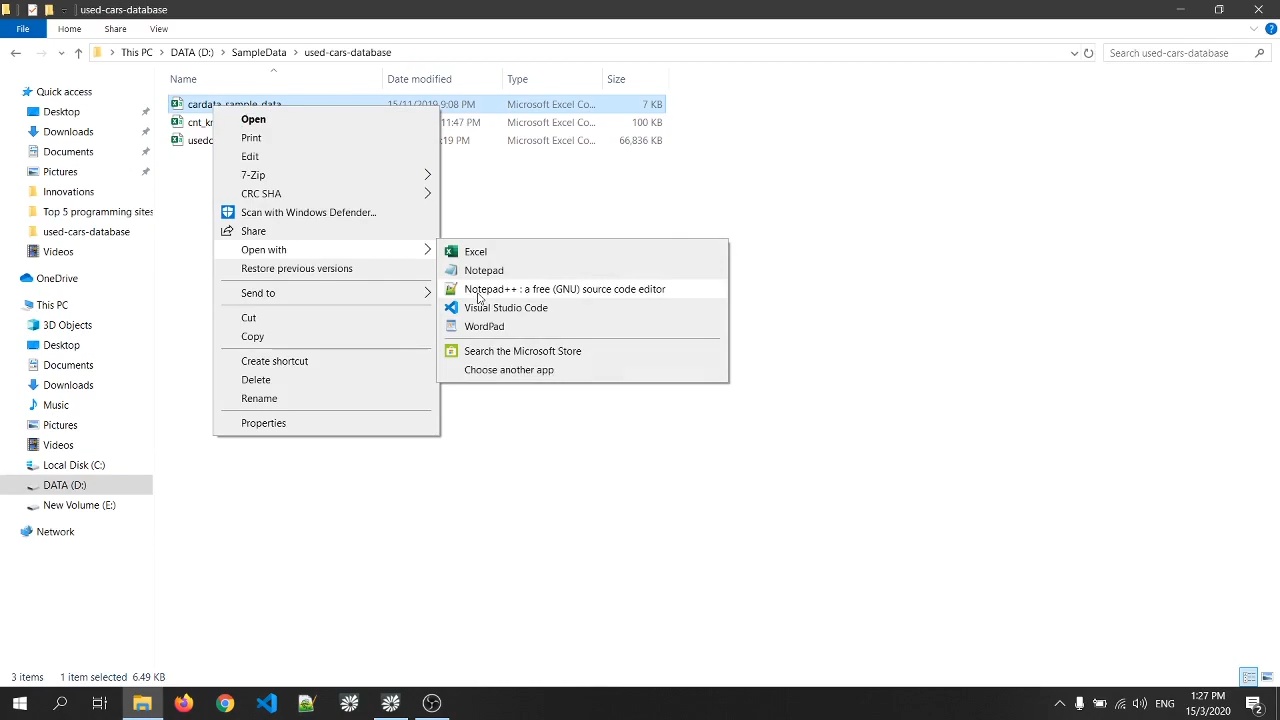 used-cars-database
File
Home
Share
View
This PC
DATA (D:)
SampleData
used-cars-database
Search used-cars-database
Name
Date modified
Type
Size
Quick access
Desktop
Downloads
Documents
Pictures
Innovations
Top 5 programming sites
used-cars-database
Videos
OneDrive
This PC
3D Objects
Desktop
Documents
Downloads
Music
Pictures
Videos
Local Disk (C:)
DATA (D:)
New Volume (E:)
Network
cardata_sample_data 15/11/2019 9:08 PM Microsoft Excel Co... 7 KB
11:47 PM Microsoft Excel Co... 100 KB
PM Microsoft Excel Co... 66,836 KB
Open
Print
Edit
7-Zip
CRC SHA
Scan with Windows Defender...
Share
Open with
Restore previous versions
Send to
Cut
Copy
Create shortcut
Delete
Rename
Properties
Excel
Notepad
Notepad++ : a free (GNU) source code editor
Visual Studio Code
WordPad
Search the Microsoft Store
Choose another app
3 items 1 item selected 6.49 KB
ENG
1:27 PM
15/3/2020